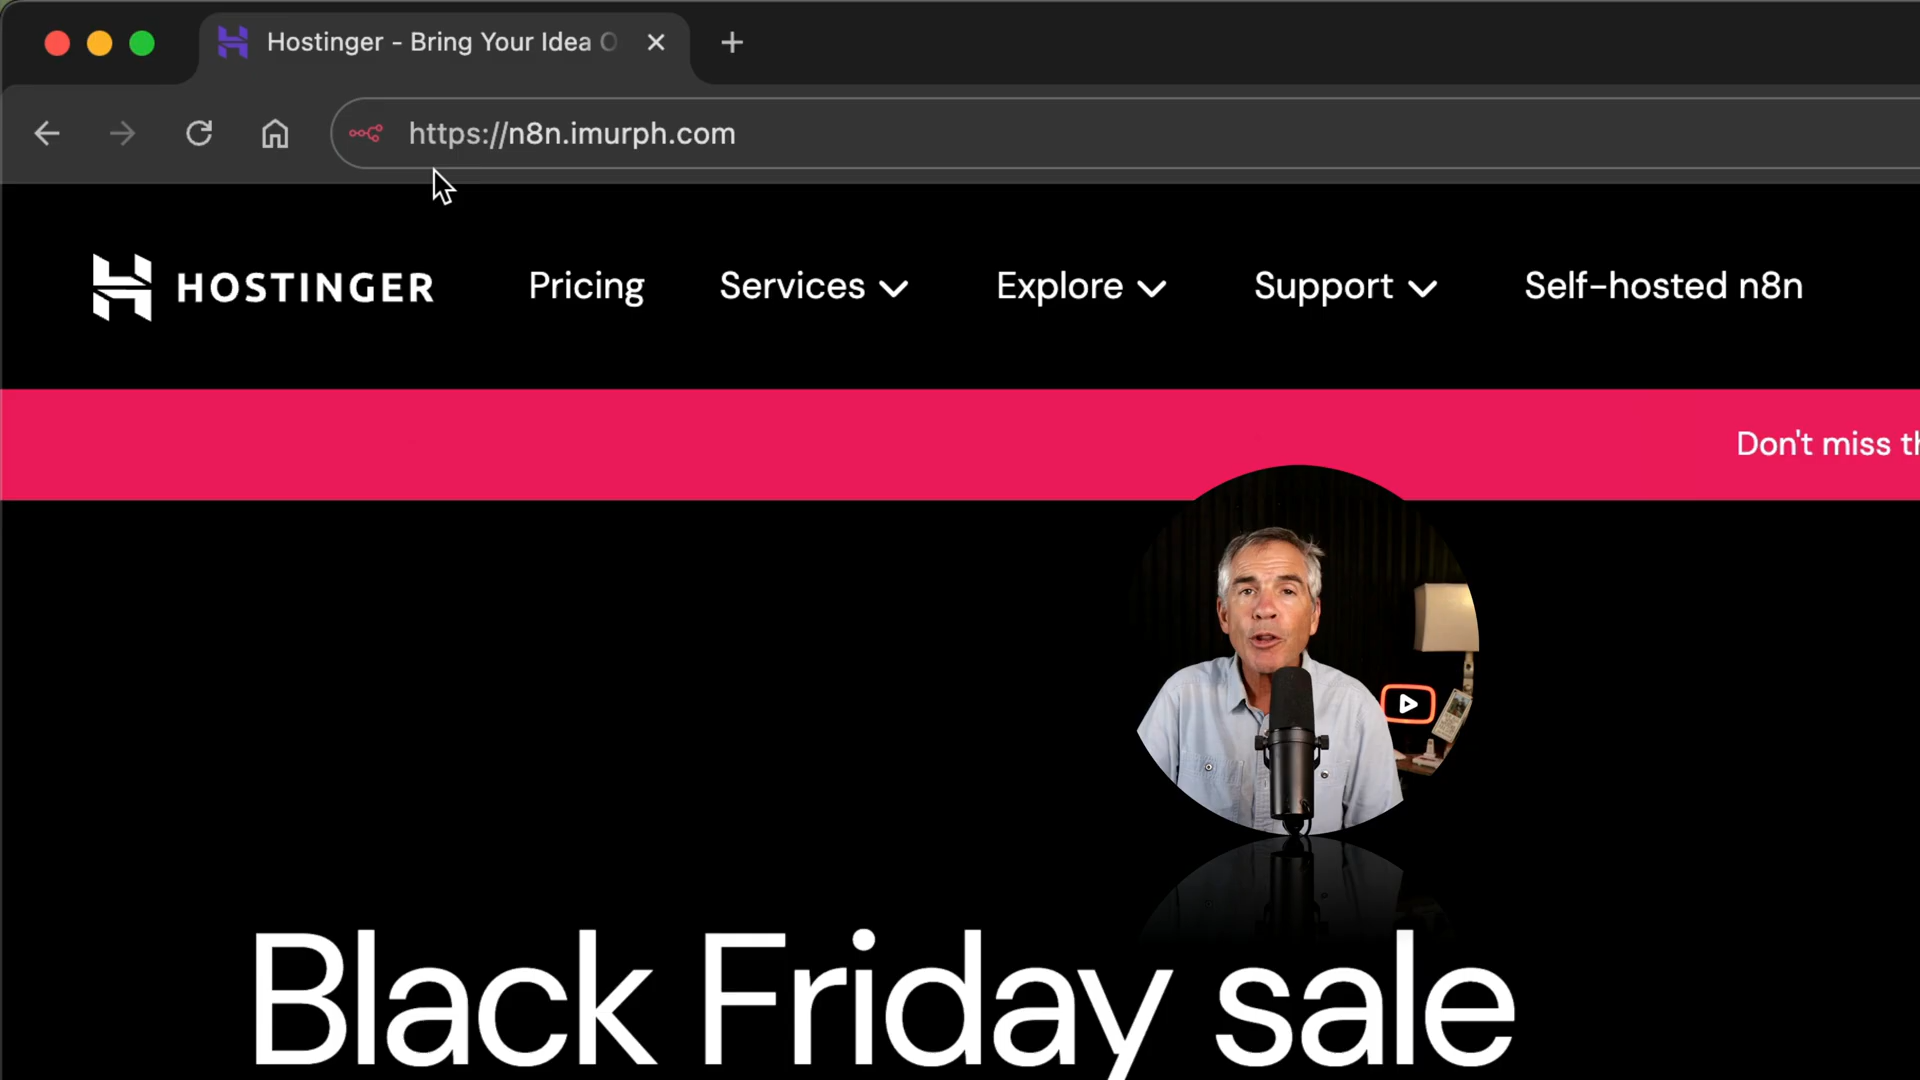 Hostinger - Bring Your Idea O
https://n8n.imurph.com
HOSTINGER
Pricing
Services
Explore
Support
Self-hosted n8n
Don't miss th
Black Friday sale